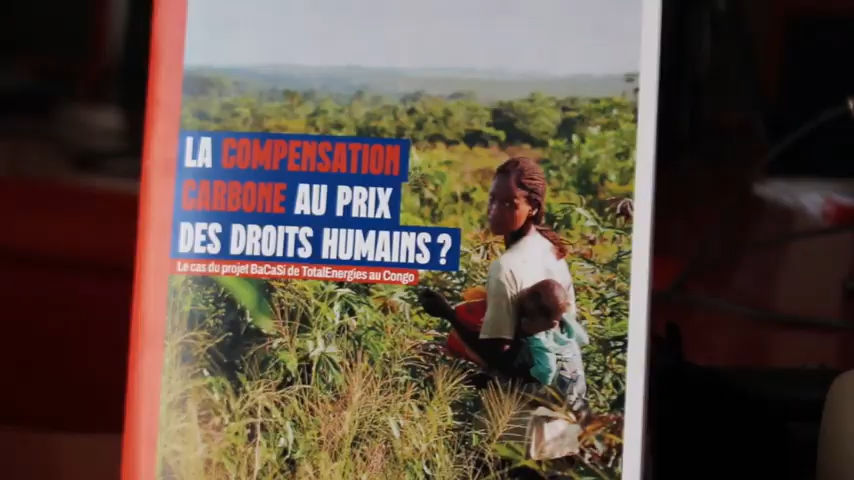 LA COMPENSATION
CARBONE AU PRIX
DES DROITS HUMAINS ?
Le cas du projet BaCaSi de TotalEnergies au Congo